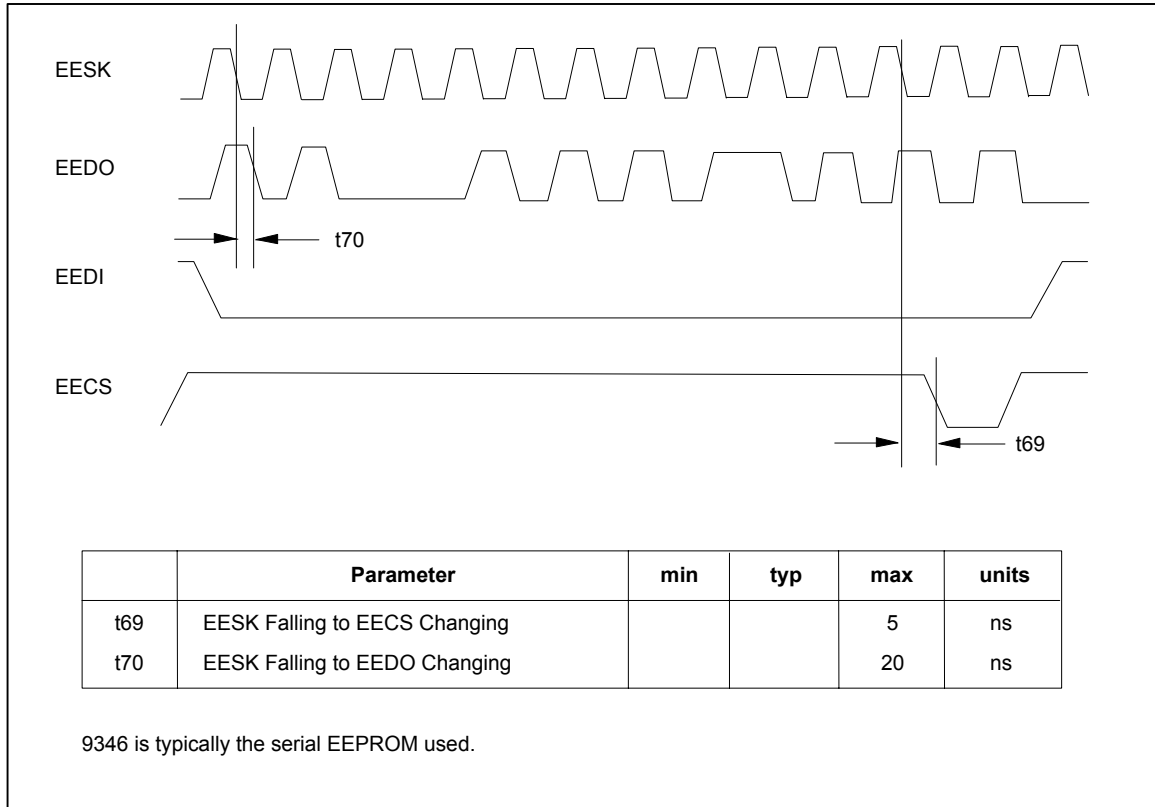 EESK
EEDO
t70
EEDI
EECS
t69
Parameter min typ max units
t69 EESK Falling to EECS Changing 5 ns
t70 EESK Falling to EEDO Changing 20 ns
9346 is typically the serial EEPROM used.